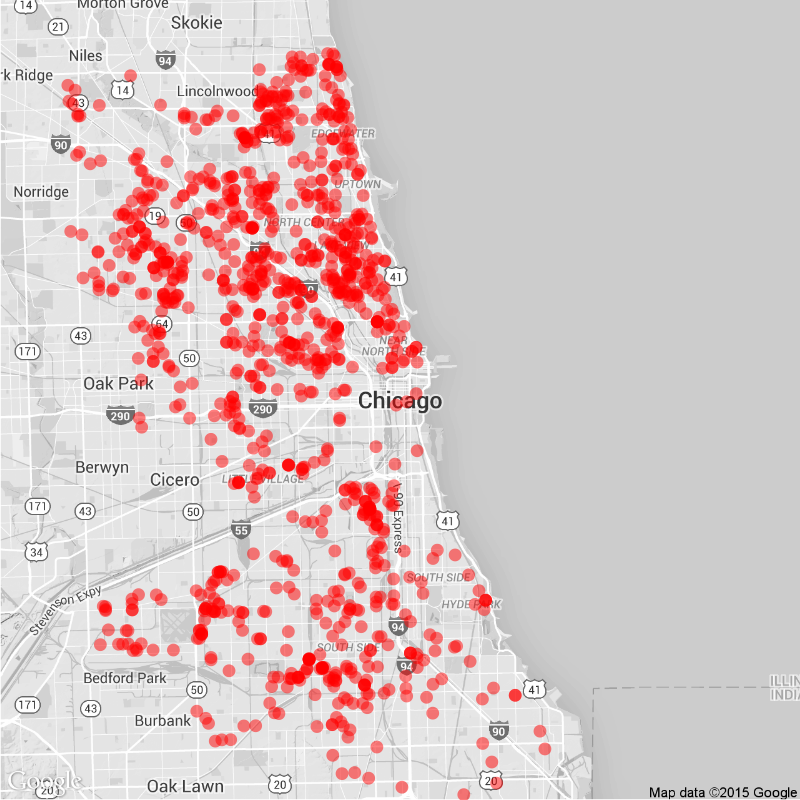 14
Morton Grove
21
Skokie
Niles
94
rk Ridge
14
Lincolnwood
43
41
EDGEWATER
90
UPTOWN
Norridge
19
50
NORTH CENTER
41
64
43
NEAR
NORTH SIDE
171
50
Oak Park
290
290
Chicago
Berwyn
Cicero
LITTLE VILLAGE
171
43
50
I-90 Express
41
55
34
SOUTH SIDE
Stevenson Expy
HYDE PARK
94
SOUTH SIDE
94
Bedford Park
50
41
ILLIN
INDIA
171
43
Burbank
90
Google
20
Oak Lawn
20
20
Map data ©2015 Google